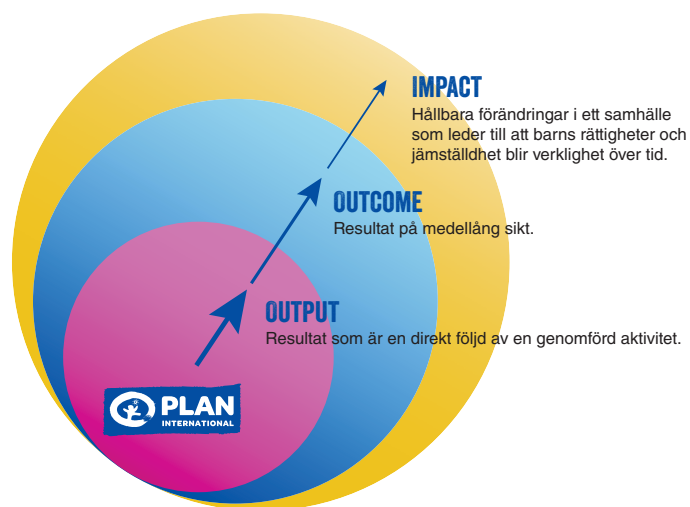 IMPACT
Hållbara förändringar i ett samhälle
som leder till att barns rättigheter och
jämställdhet blir verklighet över tid.
OUTCOME
Resultat på medellång sikt.
OUTPUT
Resultat som är en direkt följd av en genomförd aktivitet.
PLAN
INTERNATIONAL